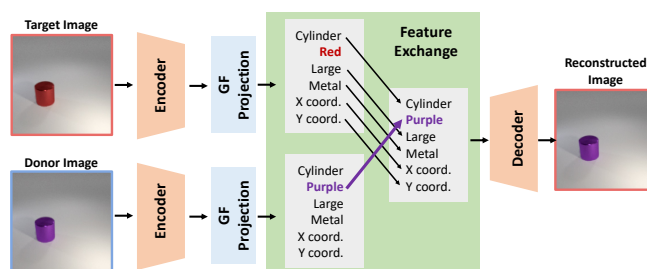 Target Image
Encoder
GF
Projection
Cylinder
Red
Large
Metal
X coord.
Y coord.
Feature
Exchange
Donor Image
Encoder
GF
Projection
Cylinder
Purple
Large
Metal
X coord.
Y coord.
Cylinder
Purple
Large
Metal
X coord.
Y coord.
Decoder
Reconstructed
Image